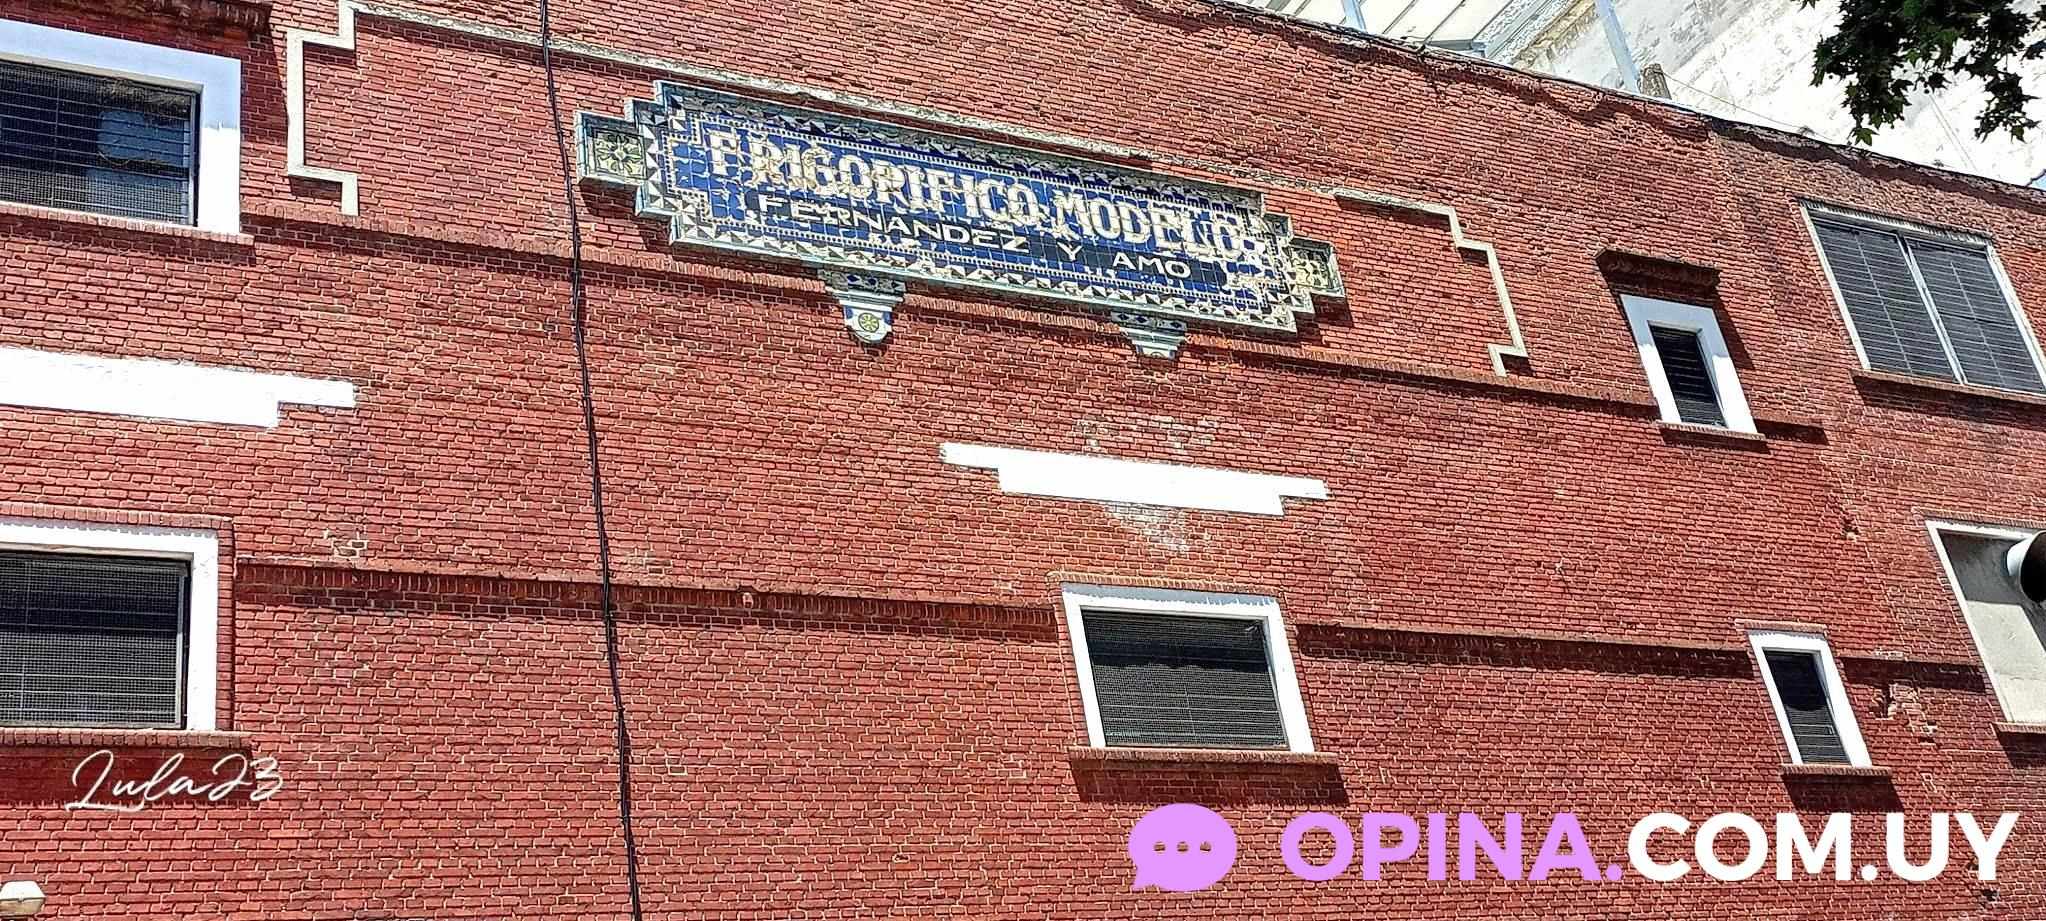 FRIGORIFICO MODELO
FERNANDEZ Y AMO
Lula23
OPINA.COM.UY